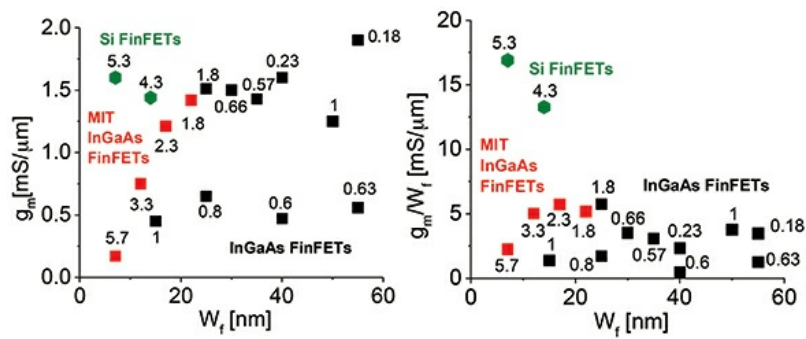 2.0
1.5
1.0
0.5
0.0
0 20 40 60
g_m[mS/μm]
W_f [nm]
Si FinFETs
5.3
4.3
MIT
InGaAs
FinFETs
1.8
0.66
0.57
0.23
0.18
1
1.8
2.3
3.3
5.7
1
0.8
0.6
0.63
InGaAs FinFETs
20
15
10
5
0
0 20 40 60
g_m/W_f [mS/μm]
W_f [nm]
5.3
Si FinFETs
4.3
MIT
InGaAs
FinFETs
1.8
InGaAs FinFETs
3.3
2.3
1.8
0.66
0.57
0.23
1
0.18
5.7
1
0.8
0.6
0.63